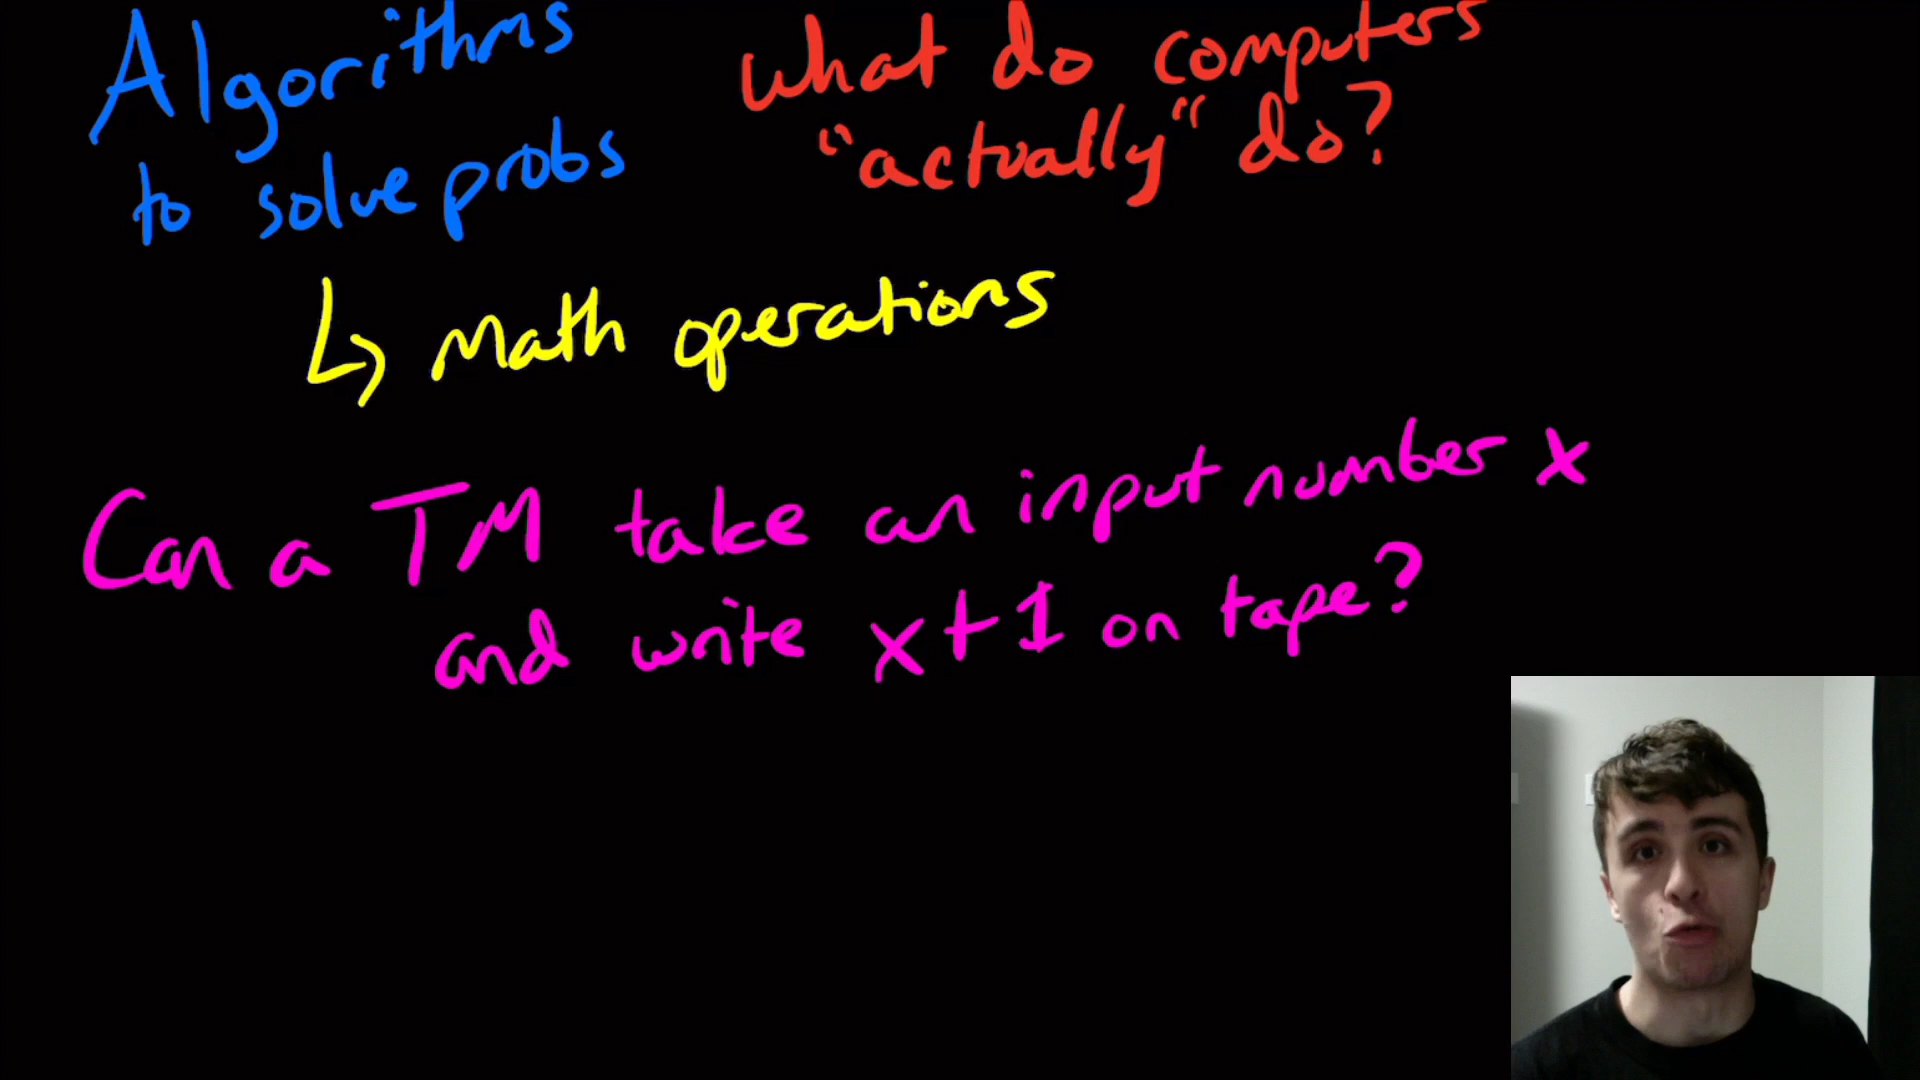 Algorithms
to solve probs
What do computers
"actually" do?
↳ Math operations
Can a TM take an input number x
and write x+1 on tape?